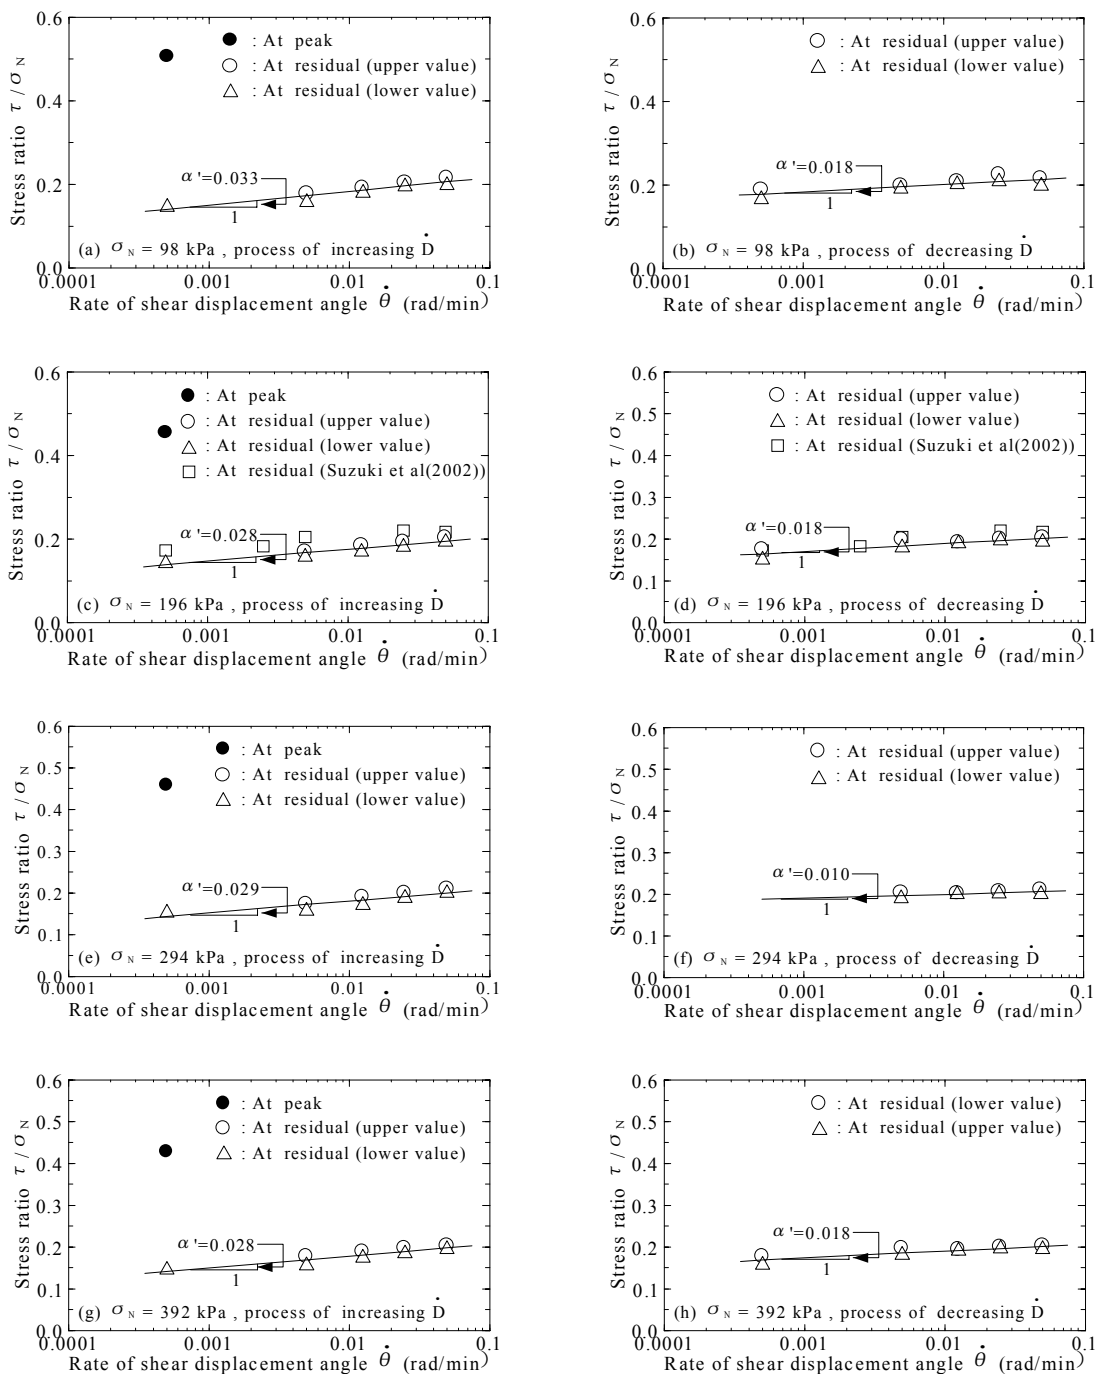 0.6
● : At peak
○ : At residual (upper value)
△ : At residual (lower value)
0.4
0.2
0.0
Stress ratio τ / σ N
α'=0.033
1
(a) σ N = 98 kPa , process of increasing Ḋ
0.0001 0.001 0.01 0.1
Rate of shear displacement angle θ̇ (rad/min)
0.6
○ : At residual (upper value)
△ : At residual (lower value)
0.4
0.2
0.0
Stress ratio τ / σ N
α'=0.018
1
(b) σ N = 98 kPa , process of decreasing Ḋ
0.0001 0.001 0.01 0.1
Rate of shear displacement angle θ̇ (rad/min)
0.6
● : At peak
○ : At residual (upper value)
△ : At residual (lower value)
□ : At residual (Suzuki et al(2002))
0.4
0.2
0.0
Stress ratio τ / σ N
α'=0.028
1
(c) σ N = 196 kPa , process of increasing Ḋ
0.0001 0.001 0.01 0.1
Rate of shear displacement angle θ̇ (rad/min)
0.6
0.5
0.4
0.3
0.2
0.1
0.0
○ : At residual (upper value)
△ : At residual (lower value)
□ : At residual (Suzuki et al(2002))
Stress ratio τ / σ N
α'=0.018
1
(d) σ N = 196 kPa , process of decreasing Ḋ
0.0001 0.001 0.01 0.1
Rate of shear displacement angle θ̇ (rad/min)
0.6
0.5
0.4
0.3
0.2
0.1
0.0
● : At peak
○ : At residual (upper value)
△ : At residual (lower value)
Stress ratio τ / σ N
α'=0.029
1
(e) σ N = 294 kPa , process of increasing Ḋ
0.0001 0.001 0.01 0.1
Rate of shear displacement angle θ̇ (rad/min)
0.6
0.5
0.4
0.3
0.2
0.1
0.0
○ : At residual (upper value)
△ : At residual (lower value)
Stress ratio τ / σ N
α'=0.010
1
(f) σ N = 294 kPa , process of decreasing Ḋ
0.0001 0.001 0.01 0.1
Rate of shear displacement angle θ̇ (rad/min)
0.6
0.5
0.4
0.3
0.2
0.1
0.0
● : At peak
○ : At residual (upper value)
△ : At residual (lower value)
Stress ratio τ / σ N
α'=0.028
1
(g) σ N = 392 kPa , process of increasing Ḋ
0.0001 0.001 0.01 0.1
Rate of shear displacement angle θ̇ (rad/min)
0.6
0.5
0.4
0.3
0.2
0.1
0.0
○ : At residual (lower value)
△ : At residual (upper value)
Stress ratio τ / σ N
α'=0.018
1
(h) σ N = 392 kPa , process of decreasing Ḋ
0.0001 0.001 0.01 0.1
Rate of shear displacement angle θ̇ (rad/min)